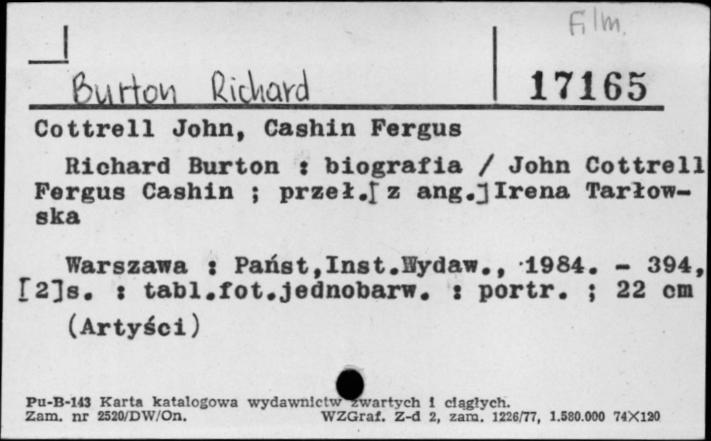 Film.
Burton Richard 17165
Cottrell John, Cashin Fergus
Richard Burton : biografia / John Cottrell
Fergus Cashin ; przeł.[z ang.]Irena Tarłow-
ska
Warszawa : Państ,Inst.Wydaw., 1984. - 394,
[2]s. : tabl.fot.jednobarw. : portr. ; 22 cm
(Artyści)
Pu-B-143 Karta katalogowa wydawnictw zwartych i ciągłych.
Zam. nr 2520/DW/On. WZGraf. Z-d 2, zam. 1226/77, 1.580.000 74X120